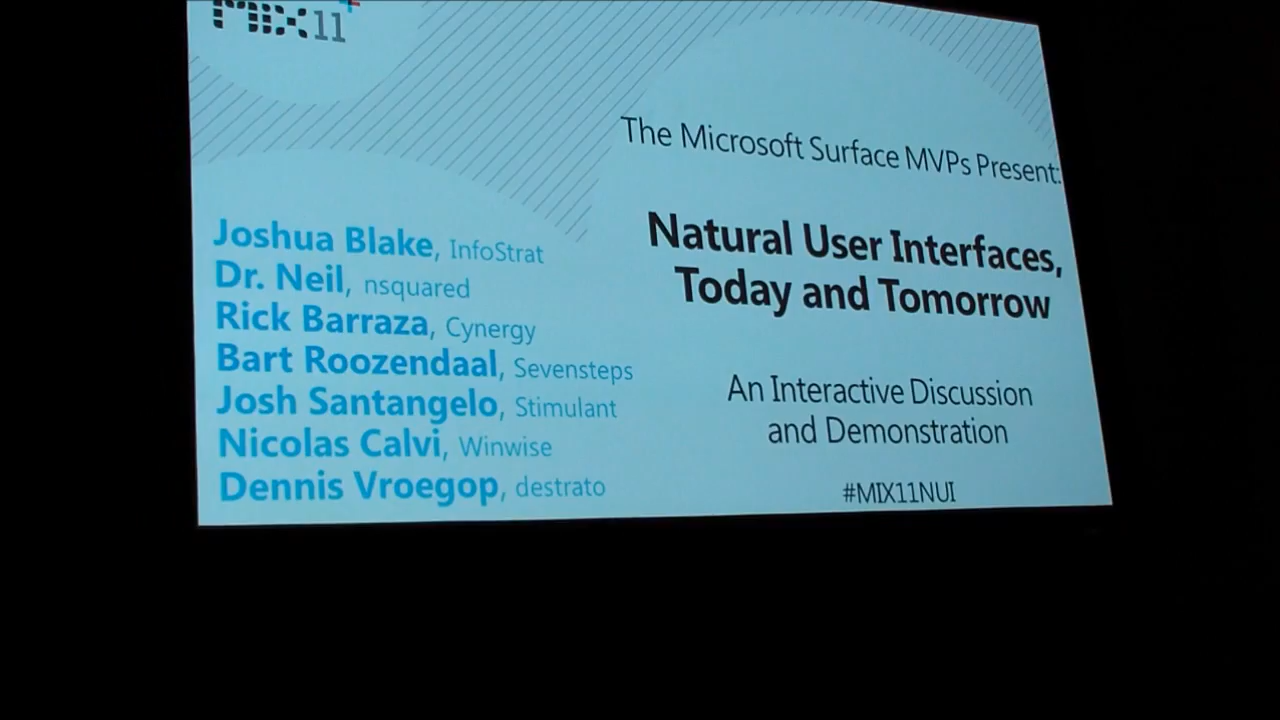 MIX11
The Microsoft Surface MVPs Present:
Natural User Interfaces,
Today and Tomorrow
Joshua Blake, InfoStrat
Dr. Neil, nsquared
Rick Barraza, Cynergy
Bart Roozendaal, Sevensteps
Josh Santangelo, Stimulant
Nicolas Calvi, Winwise
Dennis Vroegop, destrato
An Interactive Discussion
and Demonstration
#MIX11NUI